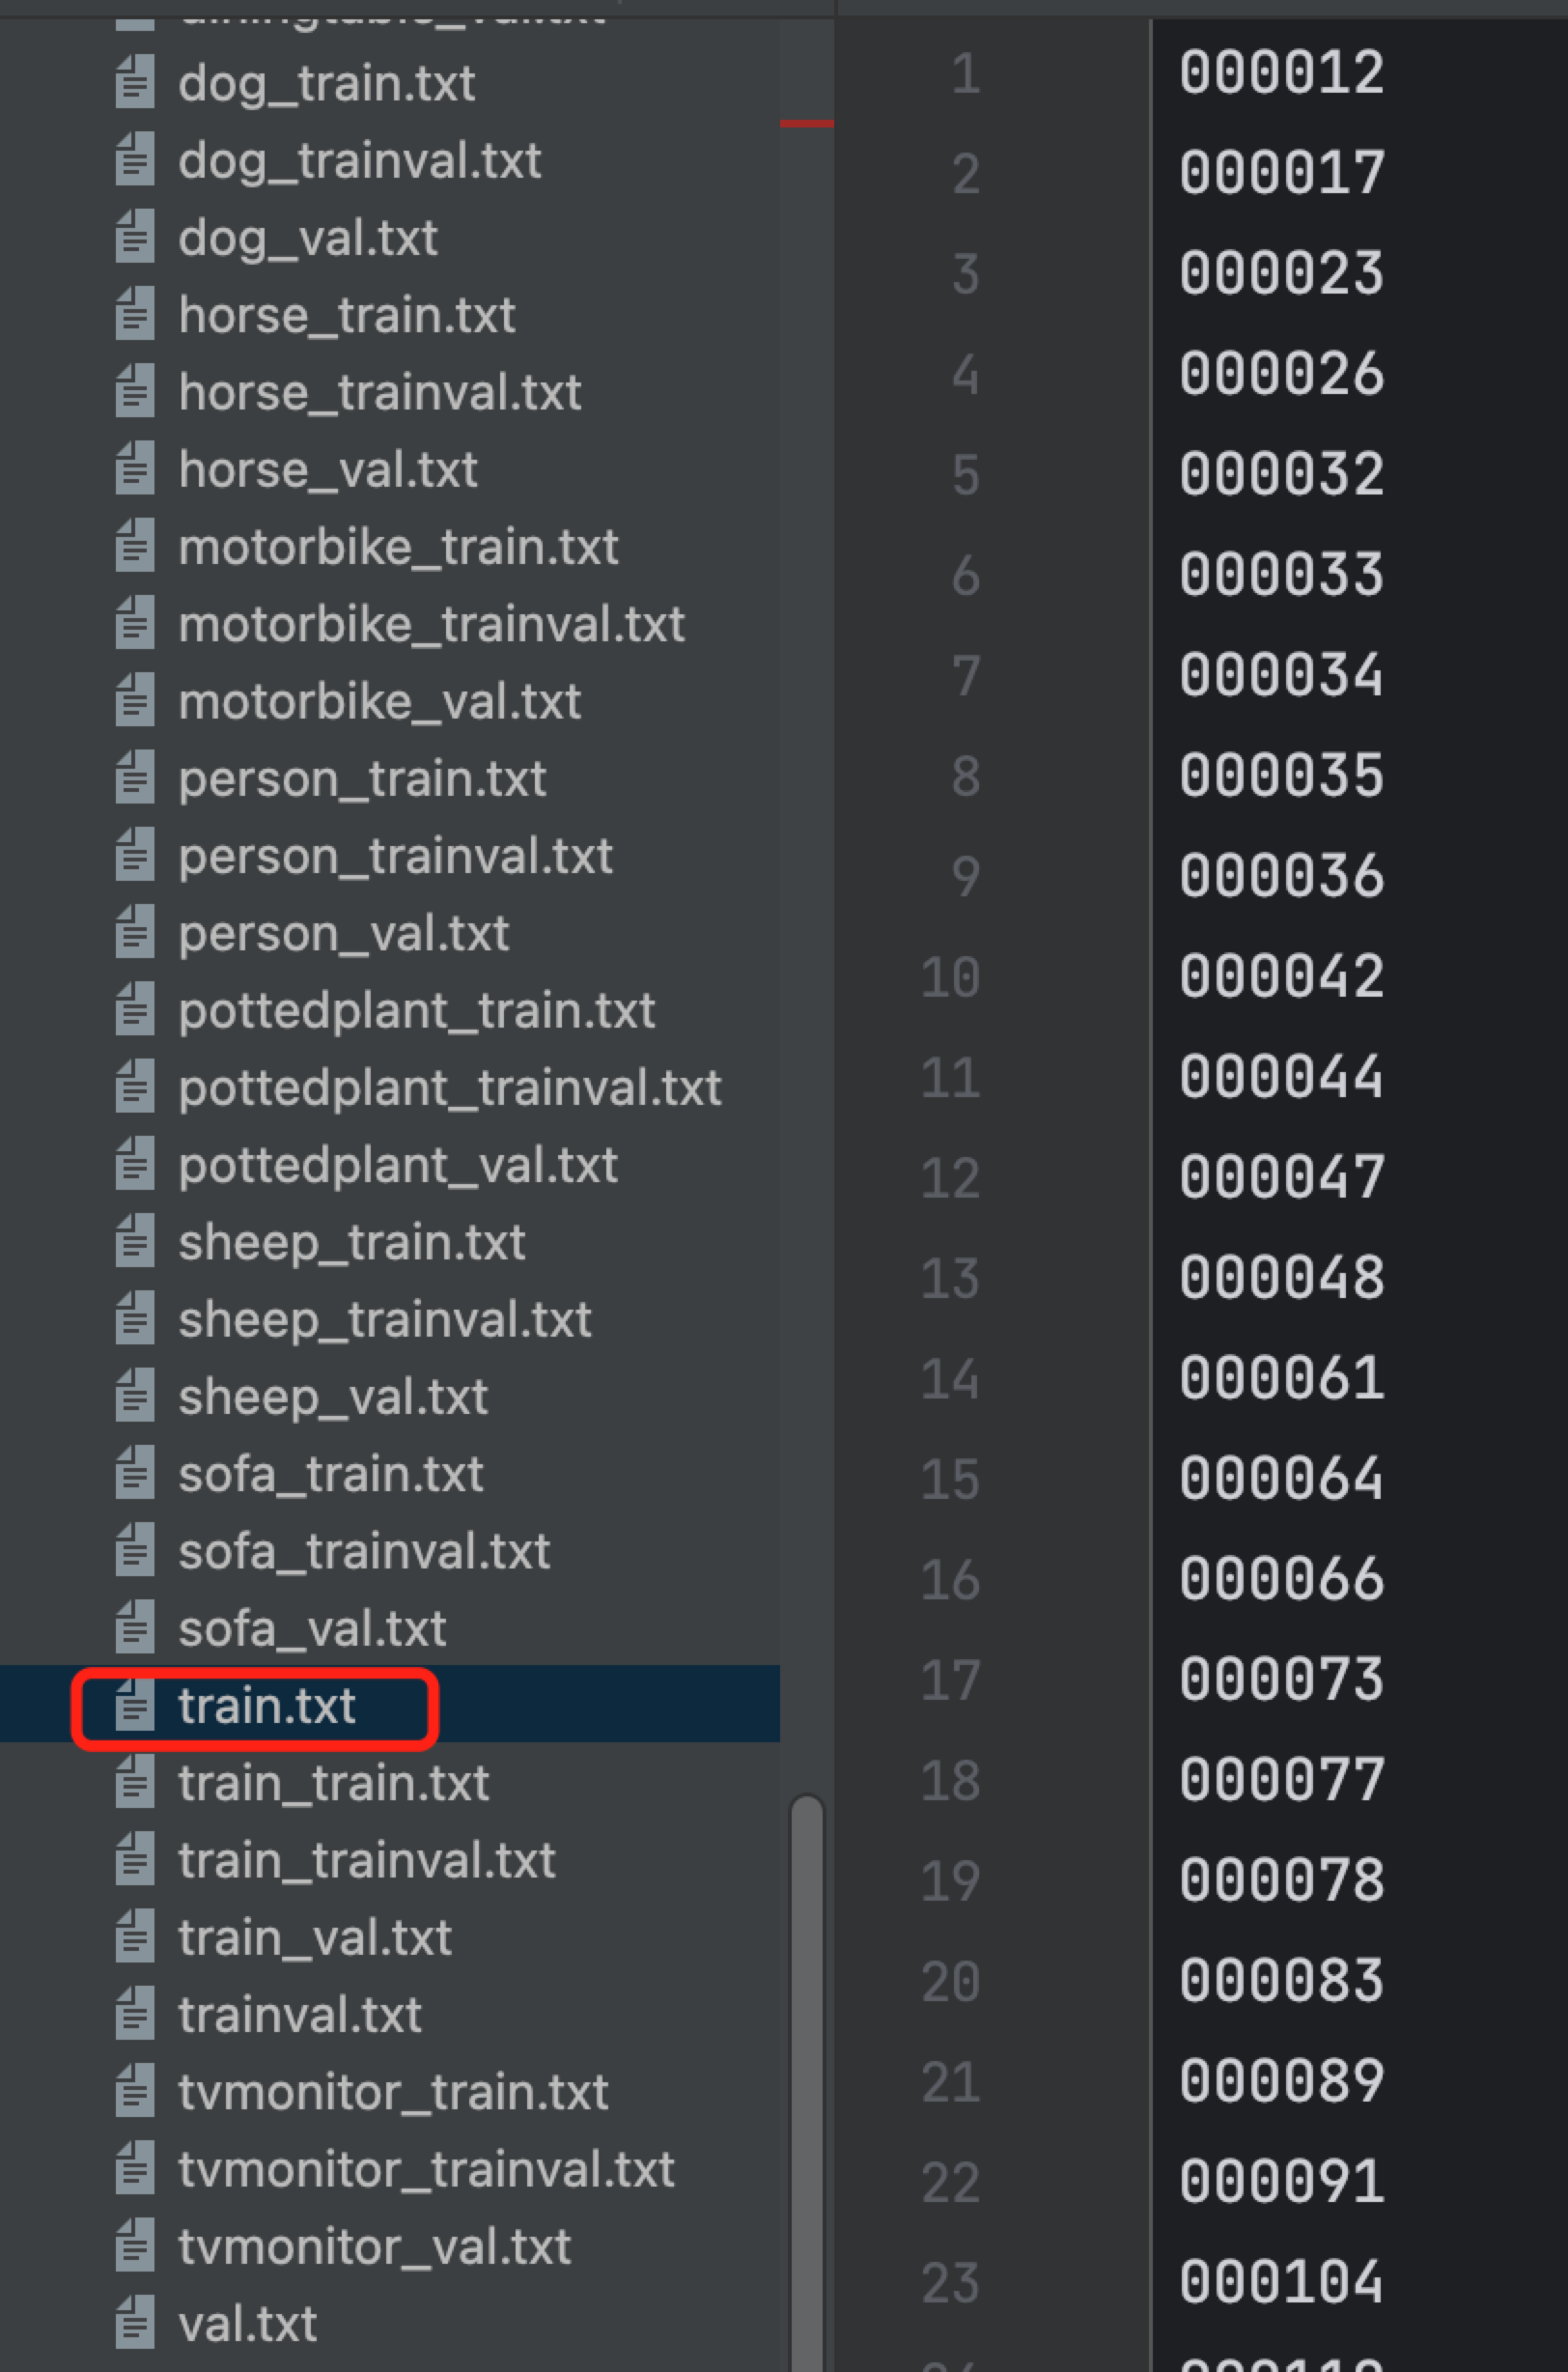 dog_train.txt
dog_trainval.txt
dog_val.txt
horse_train.txt
horse_trainval.txt
horse_val.txt
motorbike_train.txt
motorbike_trainval.txt
motorbike_val.txt
person_train.txt
person_trainval.txt
person_val.txt
pottedplant_train.txt
pottedplant_trainval.txt
pottedplant_val.txt
sheep_train.txt
sheep_trainval.txt
sheep_val.txt
sofa_train.txt
sofa_trainval.txt
sofa_val.txt
train.txt
train_train.txt
train_trainval.txt
train_val.txt
trainval.txt
tvmonitor_train.txt
tvmonitor_trainval.txt
tvmonitor_val.txt
val.txt
1 000012
2 000017
3 000023
4 000026
5 000032
6 000033
7 000034
8 000035
9 000036
10 000042
11 000044
12 000047
13 000048
14 000061
15 000064
16 000066
17 000073
18 000077
19 000078
20 000083
21 000089
22 000091
23 000104